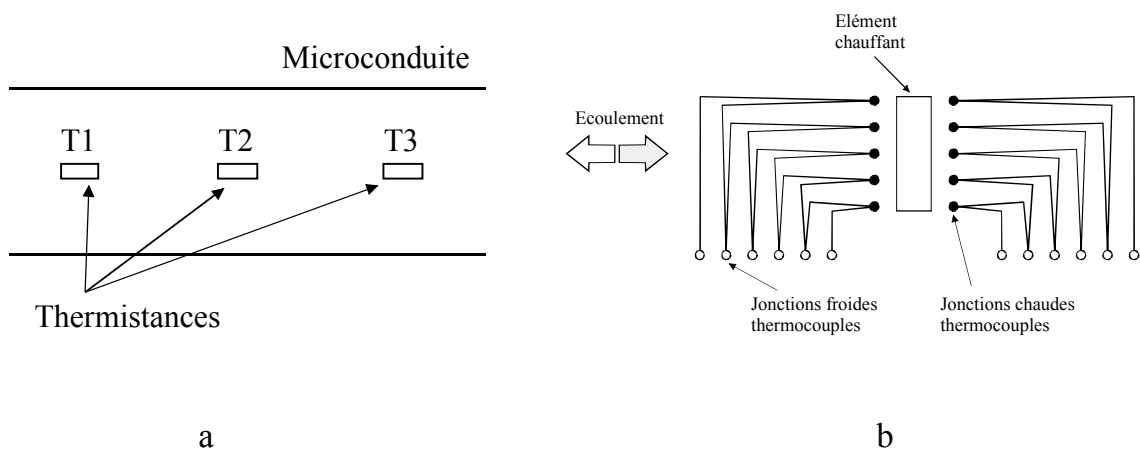 Microconduite
T1
T2
T3
Thermistances
a
Elément
chauffant
Ecoulement
Jonctions froides
thermocouples
Jonctions chaudes
thermocouples
b